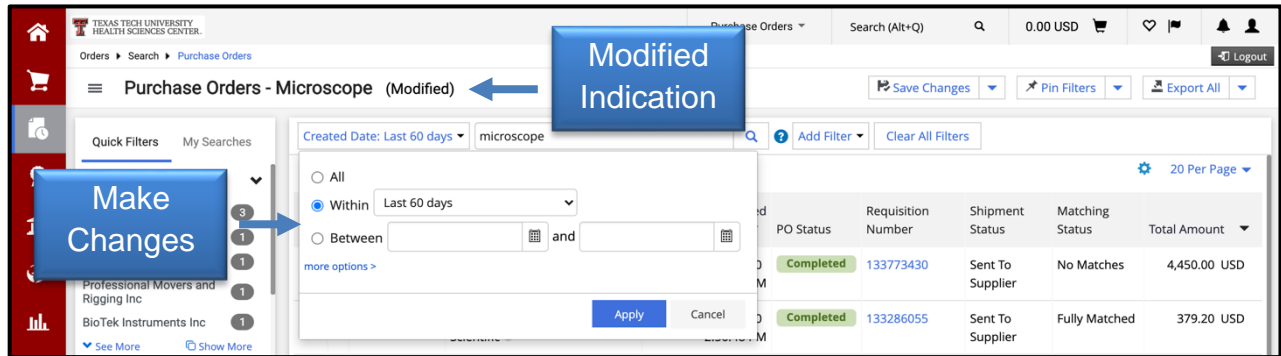 TEXAS TECH UNIVERSITY
HEALTH SCIENCES CENTER.
Purchase Orders
Search (Alt+Q)
0.00 USD
Orders Search Purchase Orders
Logout
Purchase Orders - Microscope (Modified)
Modified
Indication
Save Changes
Pin Filters
Export All
Quick Filters My Searches
Created Date: Last 60 days microscope
? Add Filter
Clear All Filters
20 Per Page
All
Within Last 60 days
Between and
more options >
Apply Cancel
Make
Changes
3
1
1
Professional Movers and
Rigging Inc 1
BioTek Instruments Inc 1
See More Show More
PO Status
Requisition
Number
Shipment
Status
Matching
Status
Total Amount
Completed 133773430 Sent To
Supplier
No Matches 4,450.00 USD
Completed 133286055 Sent To
Supplier
Fully Matched 379.20 USD